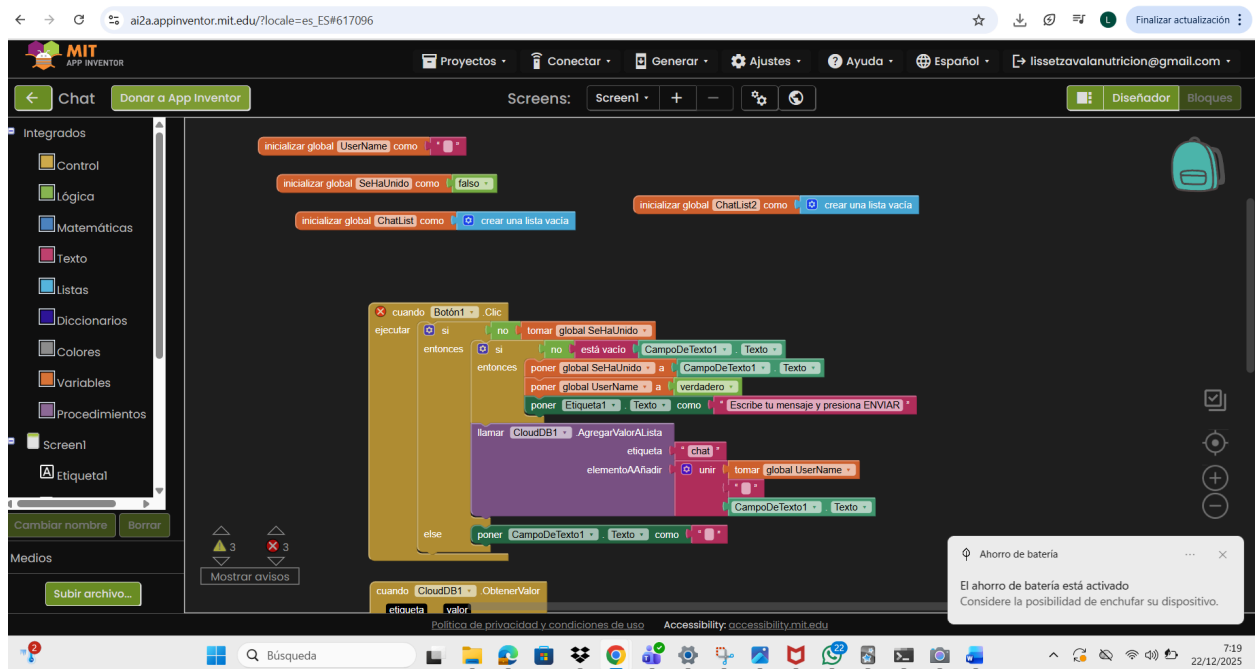 ai2a.appinventor.mit.edu/?locale=es_ES#617096
L
Finalizar actualización
MIT
APP INVENTOR
Proyectos
Conectar
Generar
Ajustes
Ayuda
Español
lissetzavalanutricion@gmail.com
Chat
Donar a App Inventor
Screens:
Screen1
Diseñador
Bloques
Integrados
Control
Lógica
Matemáticas
Texto
Listas
Diccionarios
Colores
Variables
Procedimientos
Screen1
A Etiqueta1
Cambiar nombre
Borrar
Medios
Subir archivo...
inicializar global UserName como " "
inicializar global SeHaUnido como falso
inicializar global ChatList como crear una lista vacía
inicializar global ChatList2 como crear una lista vacía
cuando Botón1 .Clic
ejecutar si no tomar global SeHaUnido
entonces si no está vacío CampoDeTexto1 . Texto
entonces poner global SeHaUnido a CampoDeTexto1 . Texto
poner global UserName a verdadero
poner Etiqueta1 . Texto como " Escribe tu mensaje y presiona ENVIAR "
llamar CloudDB1 .AgregarValorALista
etiqueta " chat "
elementoAAñadir unir tomar global UserName
" "
CampoDeTexto1 . Texto
else poner CampoDeTexto1 . Texto como " "
3 3
Mostrar avisos
cuando CloudDB1 .ObtenerValor
etiqueta valor
Política de privacidad y condiciones de uso Accessibility: accessibility.mit.edu
Ahorro de batería
El ahorro de batería está activado
Considere la posibilidad de enchufar su dispositivo.
2
Búsqueda
22
7:19
22/12/2025